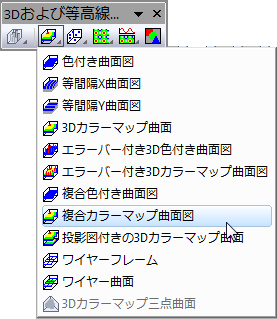 3Dおよび等高線...
色付き曲面図
等間隔X曲面図
等間隔Y曲面図
3Dカラーマップ曲面
エラーバー付き3D色付き曲面図
エラーバー付き3Dカラーマップ曲面図
複合色付き曲面図
複合カラーマップ曲面図
投影図付きの3Dカラーマップ曲面
ワイヤーフレーム
ワイヤー曲面
3Dカラーマップ三点曲面